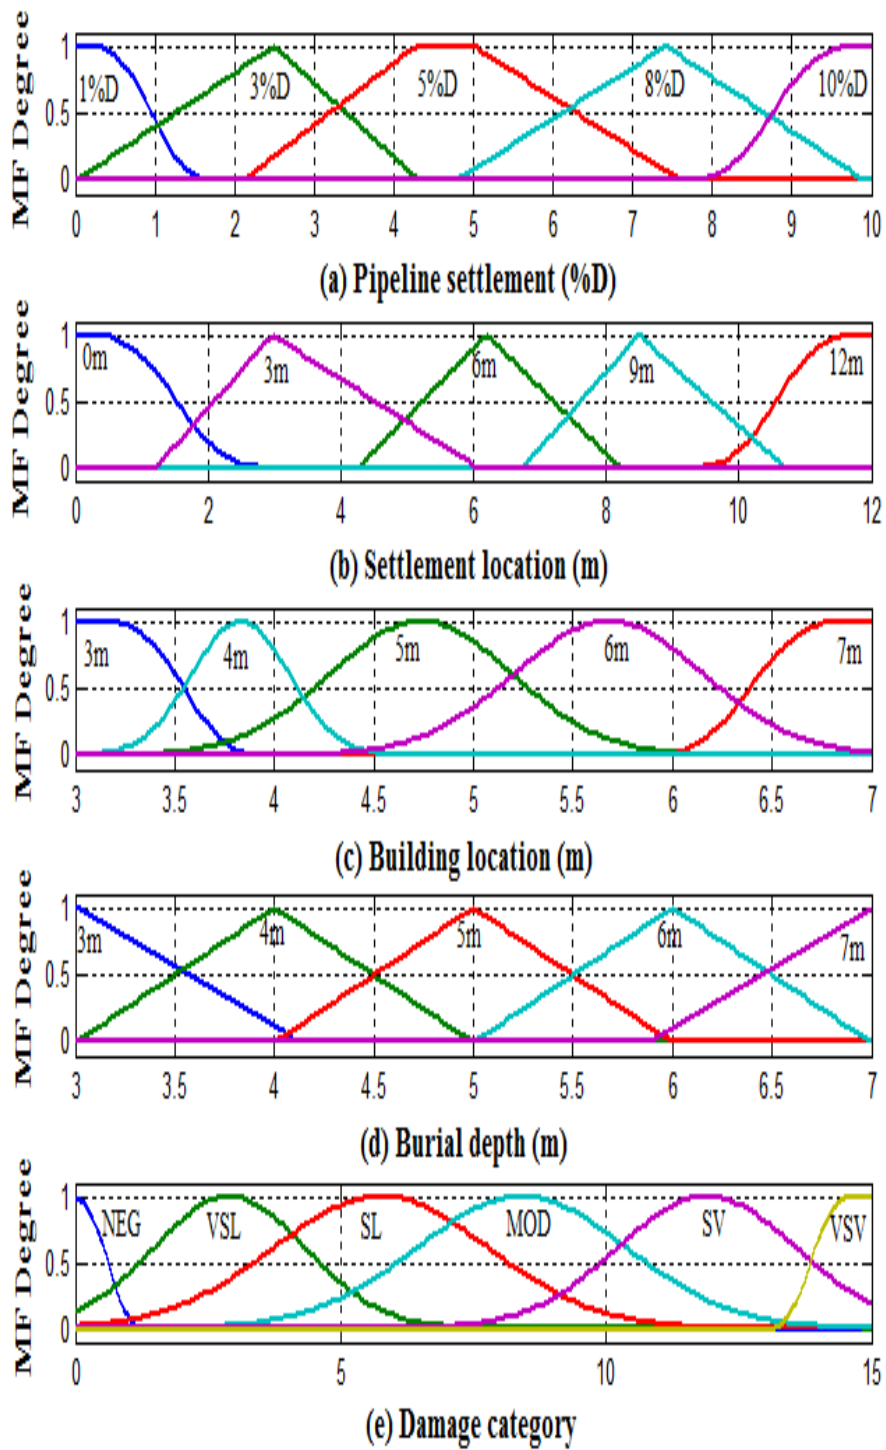 MF Degree
1
0.5
0
1%D 3%D 5%D 8%D 10%D
0 1 2 3 4 5 6 7 8 9 10
(a) Pipeline settlement (%D)
MF Degree
1
0.5
0
0m 3m 6m 9m 12m
0 2 4 6 8 10 12
(b) Settlement location (m)
MF Degree
1
0.5
0
3m 4m 5m 6m 7m
3 3.5 4 4.5 5 5.5 6 6.5 7
(c) Building location (m)
MF Degree
1
0.5
0
3m 4m 5m 6m 7m
3 3.5 4 4.5 5 5.5 6 6.5 7
(d) Burial depth (m)
MF Degree
1
0.5
0
NEG VSL SL MOD SV VSV
0 5 10 15
(e) Damage category